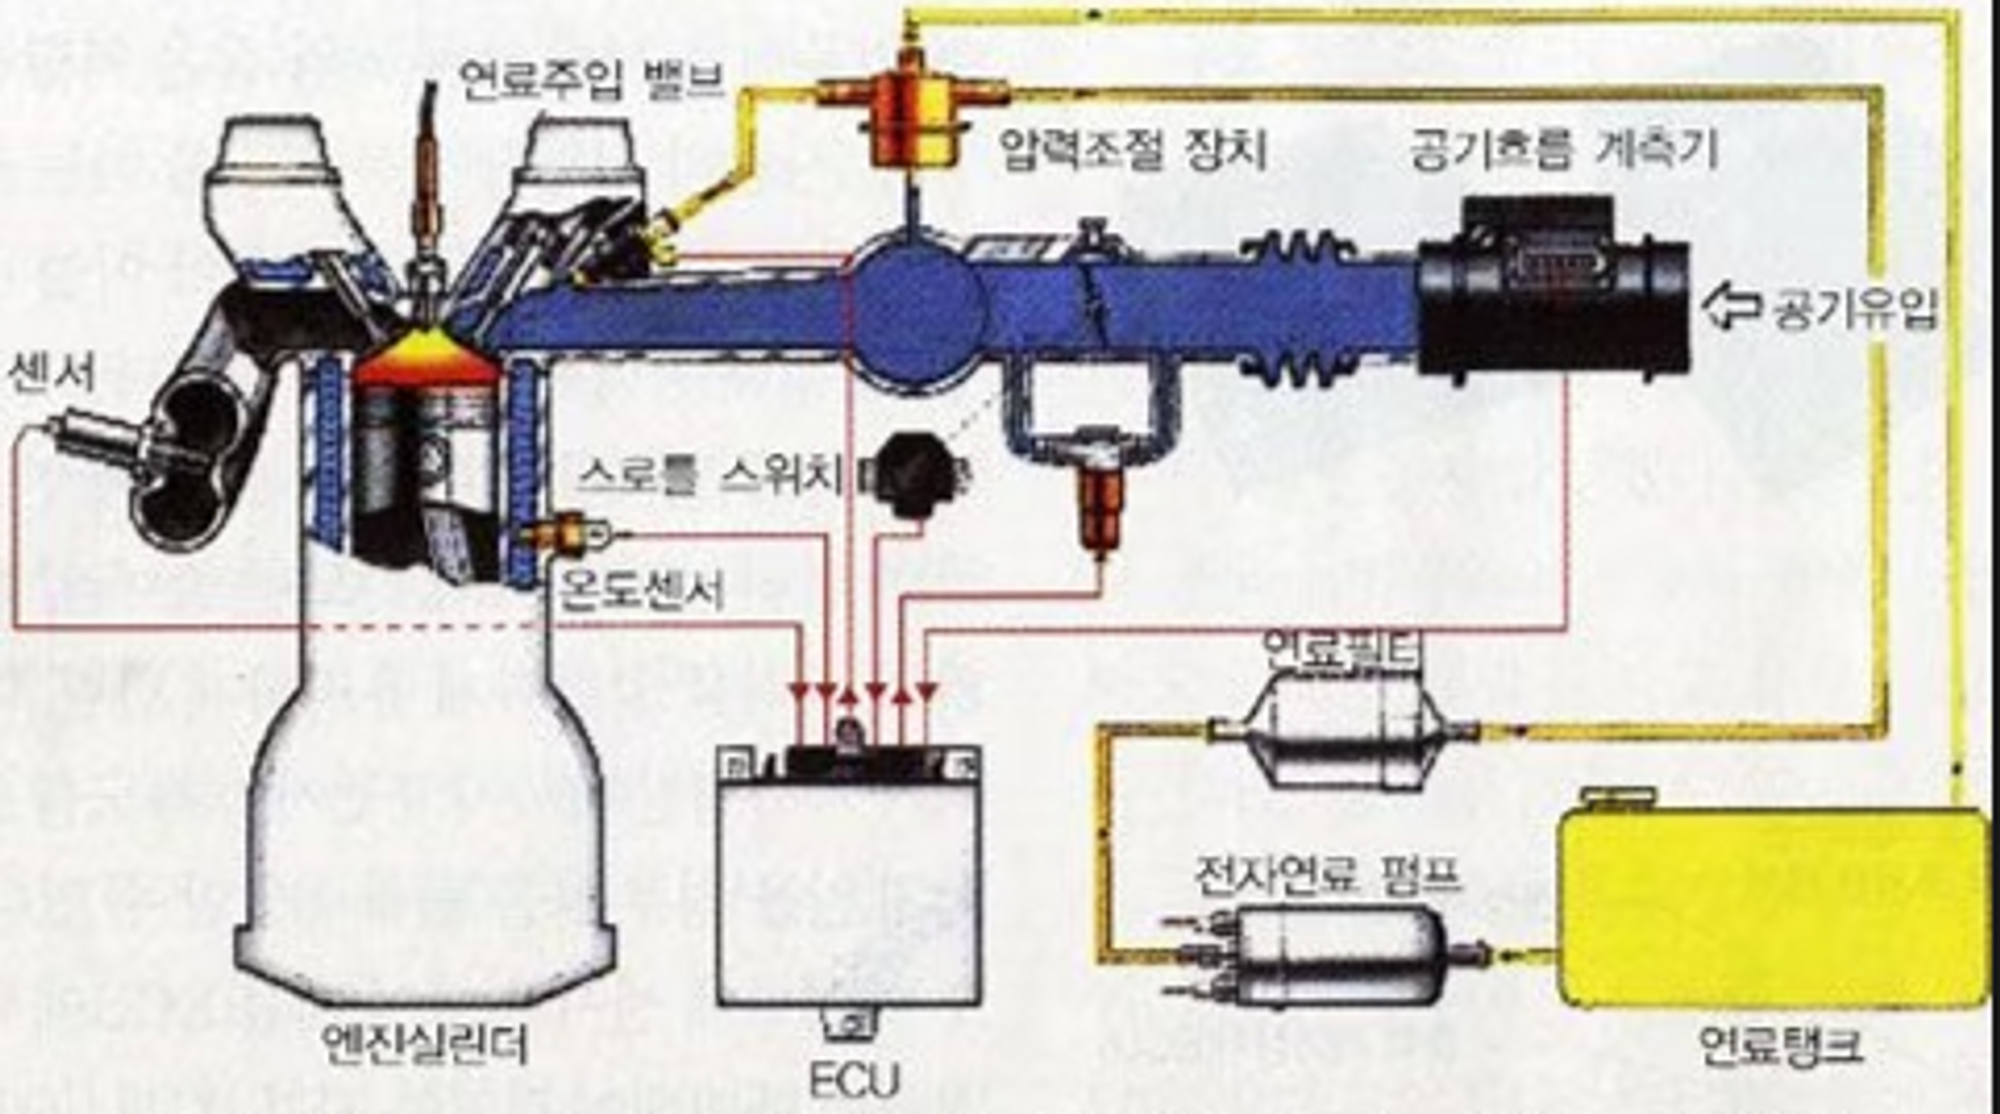 연료주입 밸브
압력조절 장치
공기흐름 계측기
공기유입
센서
스로틀 스위치
온도센서
연료필터
전자연료 펌프
엔진실린더
ECU
연료탱크